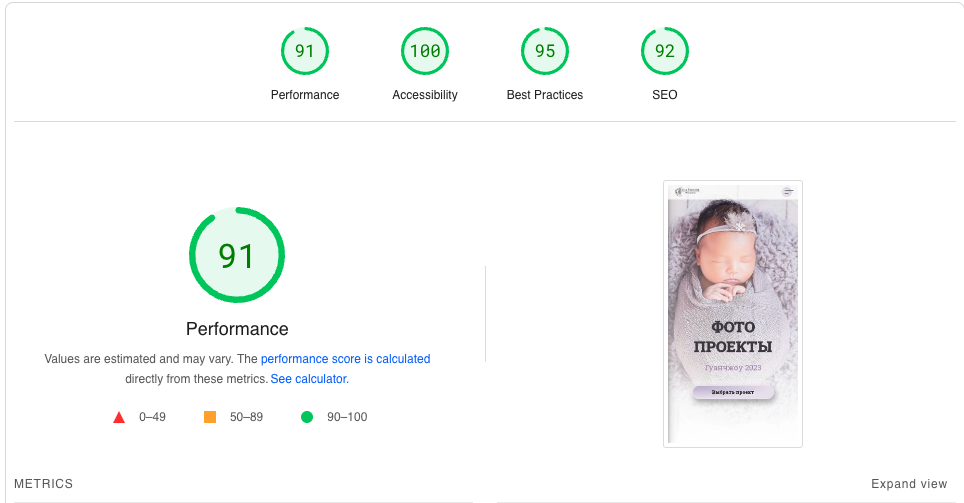 91
100
95
92
Performance
Accessibility
Best Practices
SEO
91
Performance
Values are estimated and may vary. The performance score is calculated
directly from these metrics. See calculator.
0–49
50–89
90–100
ФОТО
ПРОЕКТЫ
Гуанчжоу 2023
Выбрать проект
METRICS
Expand view